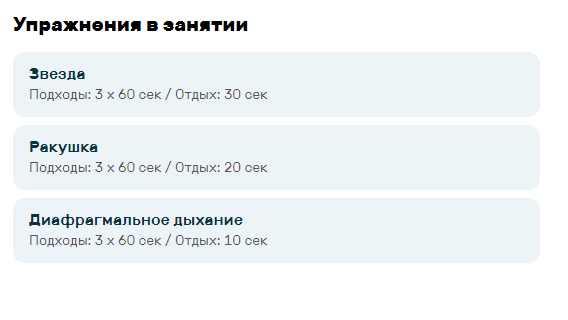 Упражнения в занятии
Звезда
Подходы: 3 x 60 сек / Отдых: 30 сек
Ракушка
Подходы: 3 x 60 сек / Отдых: 20 сек
Диафрагмальное дыхание
Подходы: 3 x 60 сек / Отдых: 10 сек